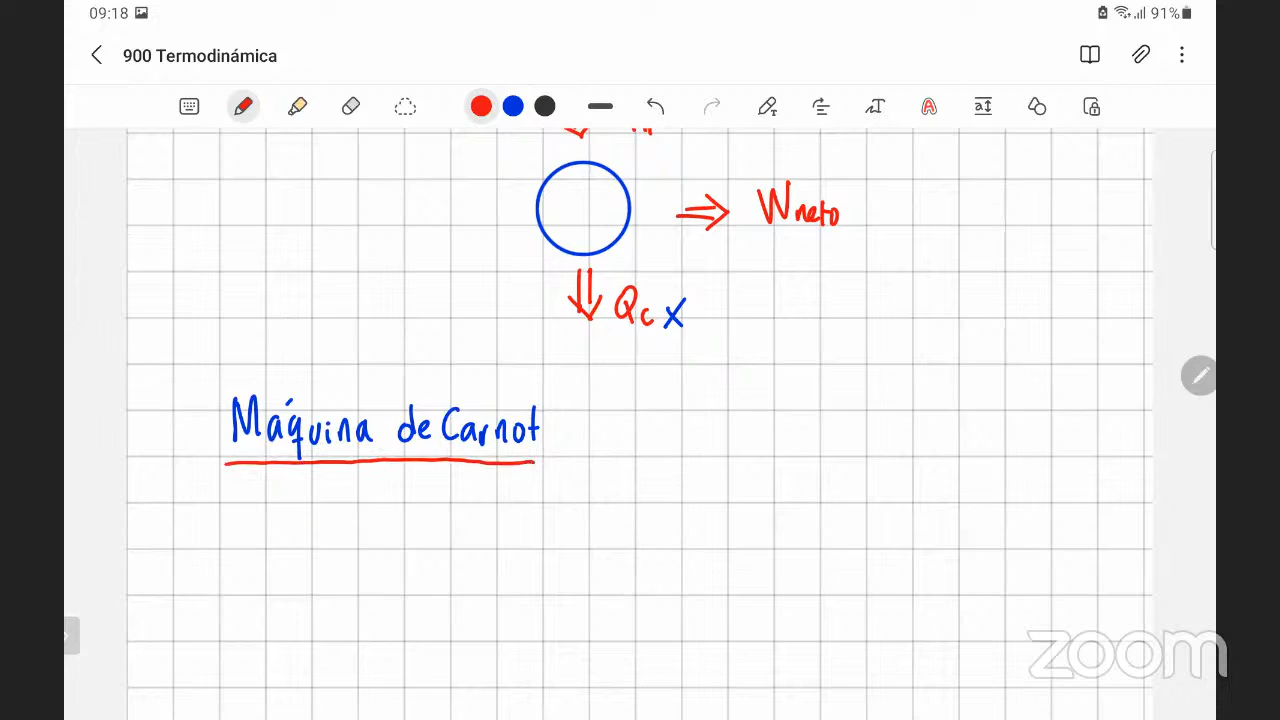 09:18 91%
900 Termodinámica
Wneto
Qc x
Máquina de Carnot
zoom